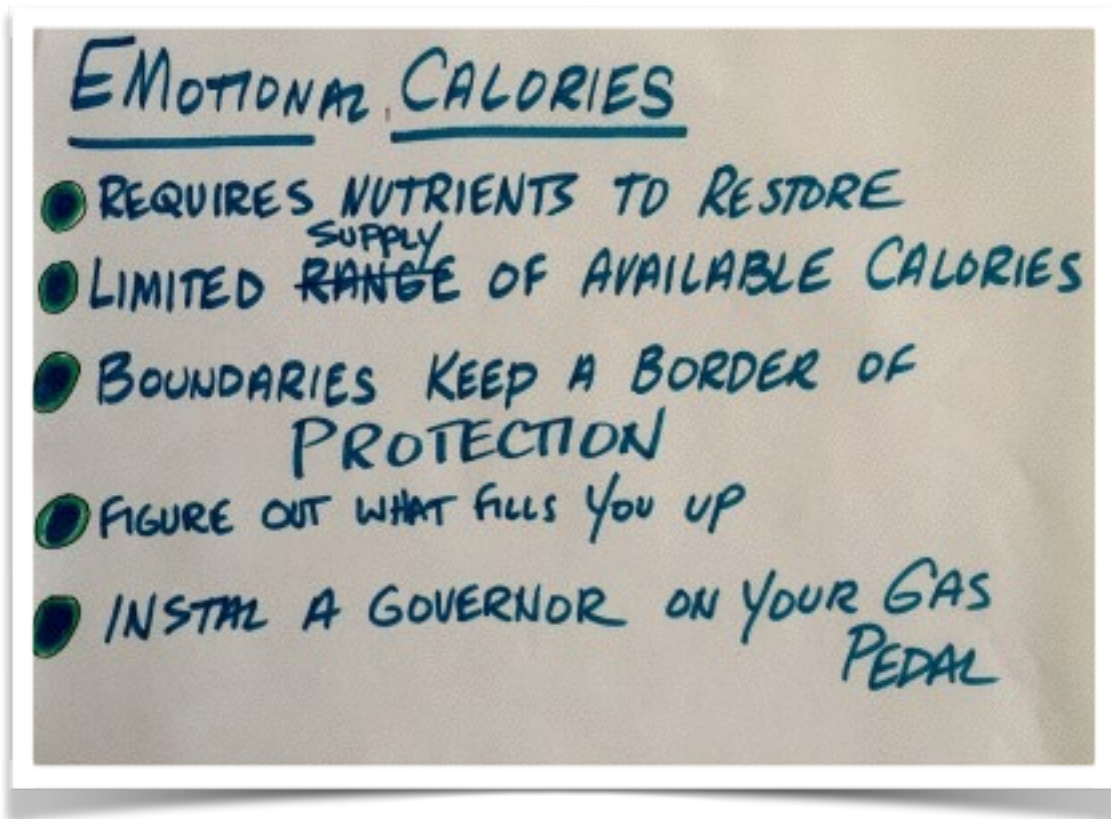 EMOTIONAL CALORIES
REQUIRES NUTRIENTS TO RESTORE
SUPPLY
LIMITED RANGE OF AVAILABLE CALORIES
BOUNDARIES KEEP A BORDER OF
PROTECTION
FIGURE OUT WHAT FILLS YOU UP
INSTAL A GOVERNOR ON YOUR GAS
PEDAL